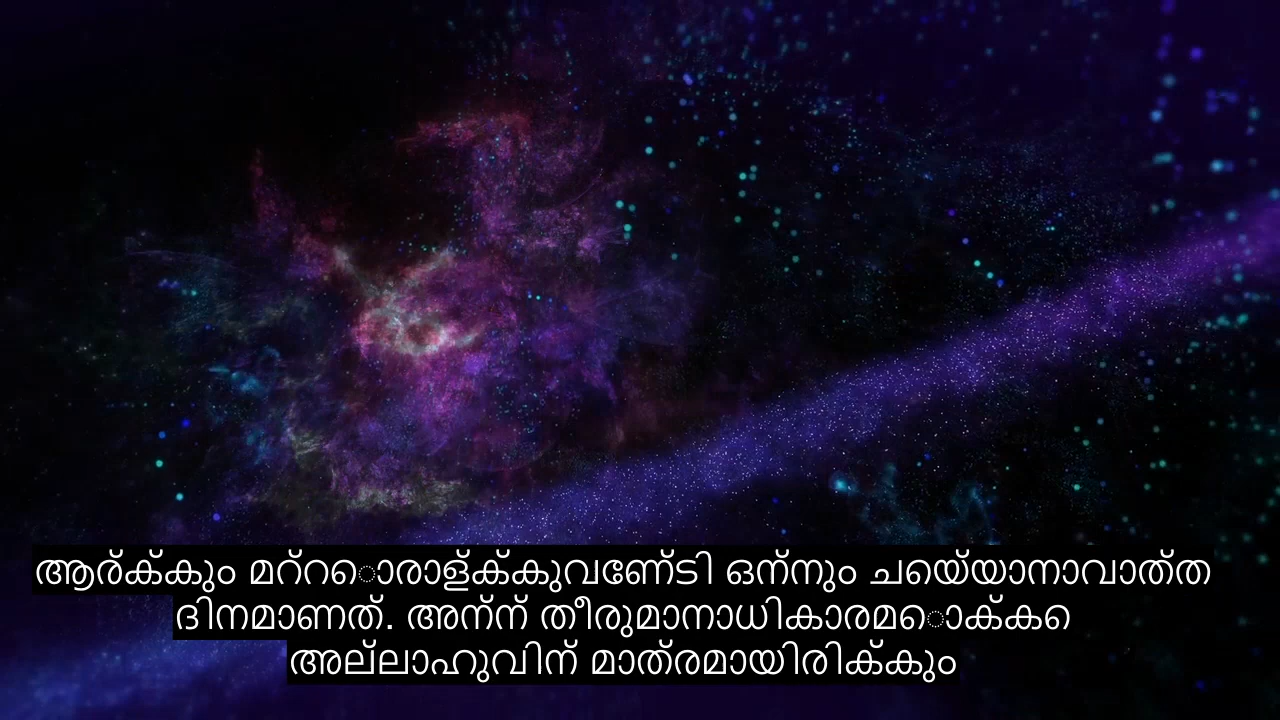 ആര്ക്കും മറ്റൊരാള്ക്കുവേണ്ടി ഒന്നും ചെയ്യാനാവാത്ത
ദിനമാണത്. അന്ന് തീരുമാനാധികാരമൊക്കെ
അല്ലാഹുവിന് മാത്രമായിരിക്കും